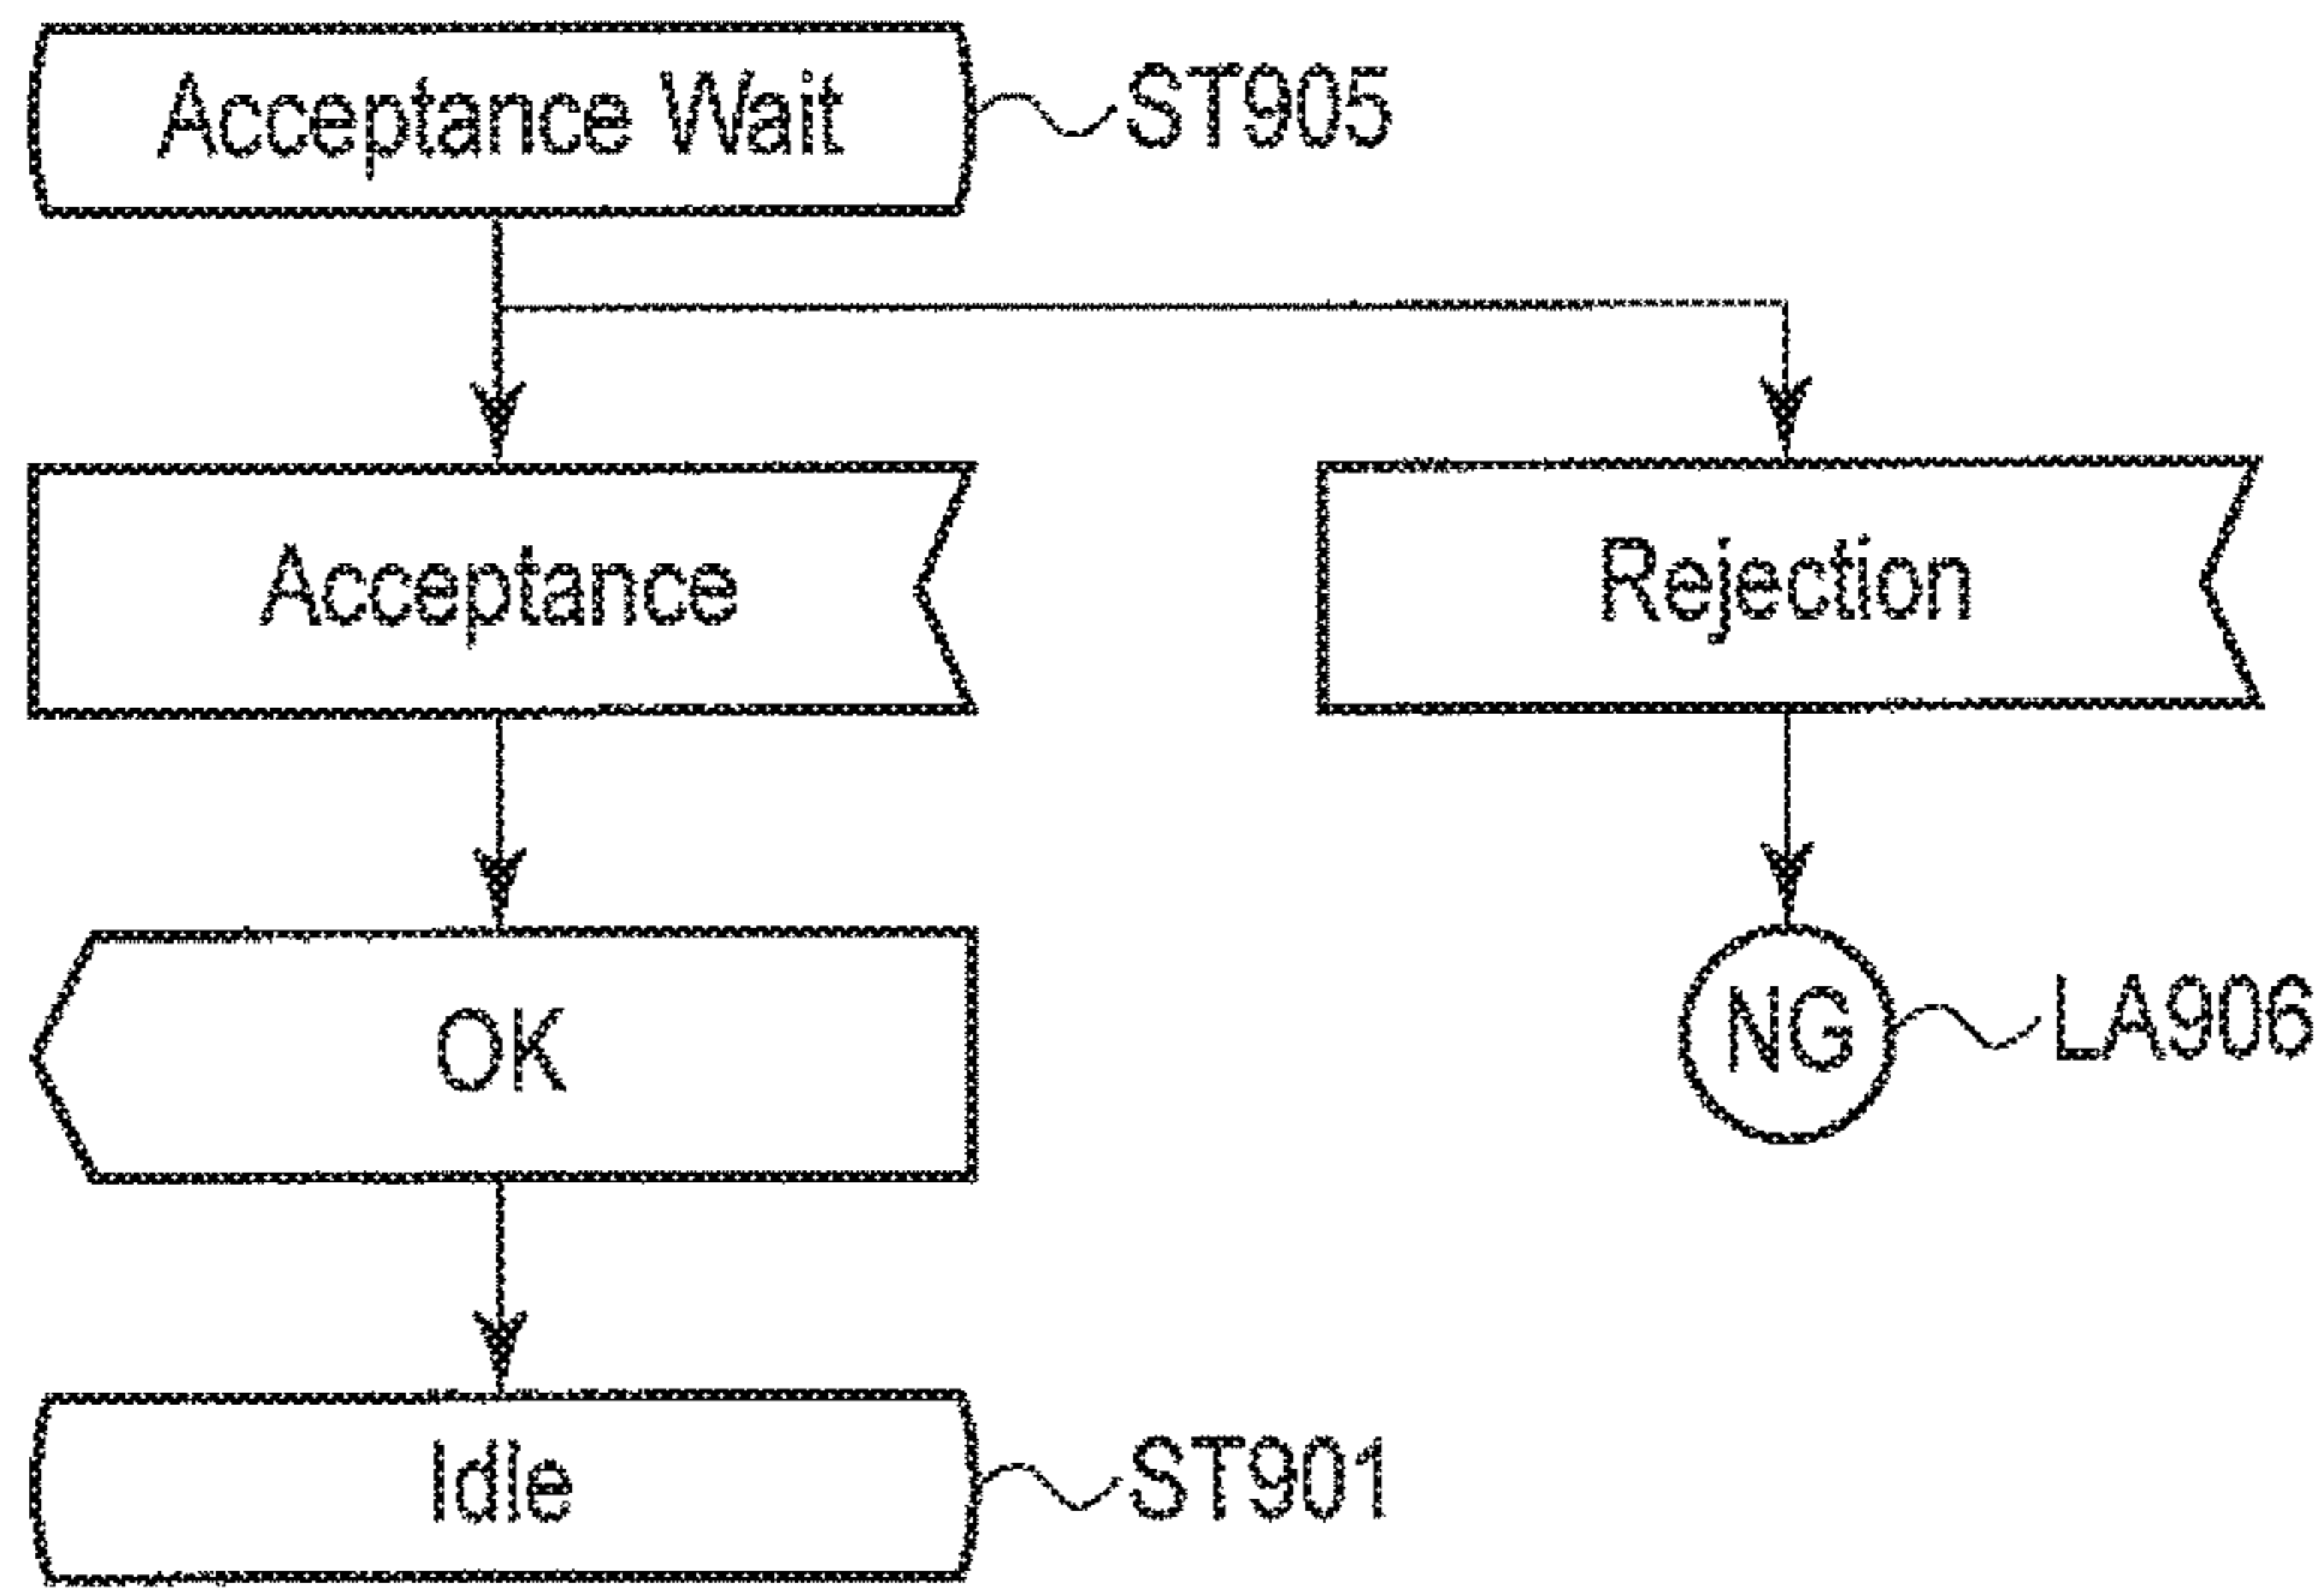 Acceptance Wait
ST905
Acceptance
Rejection
OK
NG
LA906
Idle
ST901